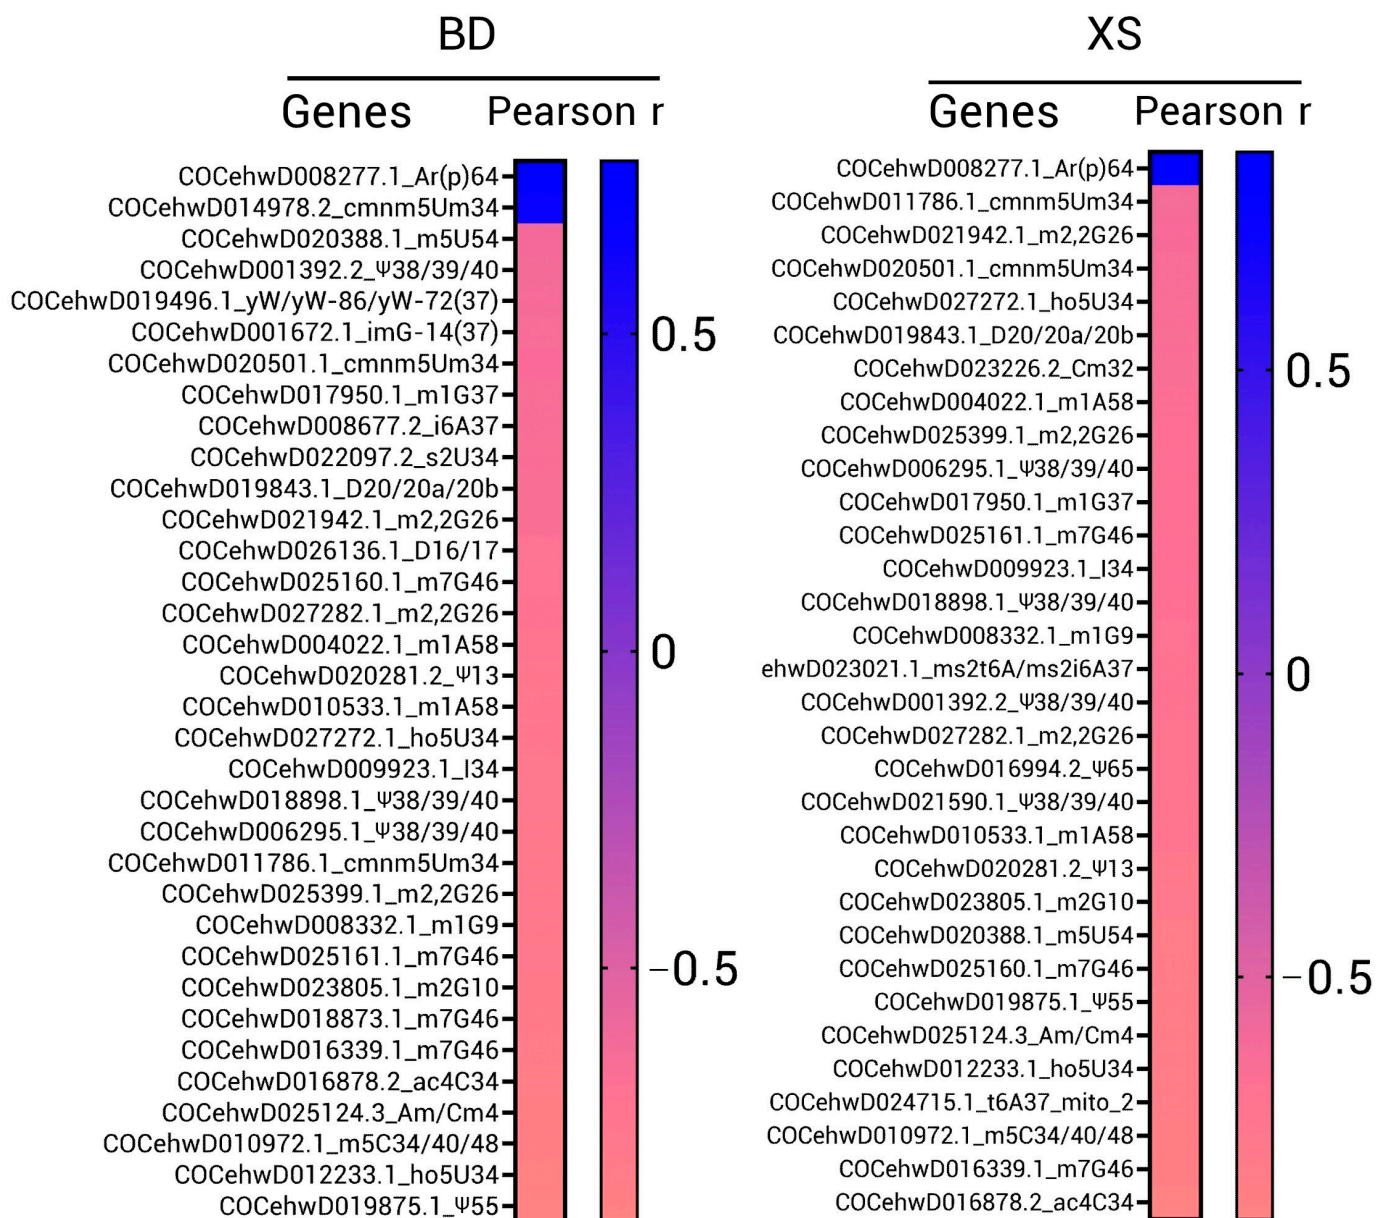 BD
Genes Pearson r
COCehwD008277.1_Ar(p)64
COCehwD014978.2_cmnm5Um34
COCehwD020388.1_m5U54
COCehwD001392.2_Ψ38/39/40
COCehwD019496.1_yW/yW-86/yW-72(37)
COCehwD001672.1_imG-14(37)
COCehwD020501.1_cmnm5Um34
COCehwD017950.1_m1G37
COCehwD008677.2_i6A37
COCehwD022097.2_s2U34
COCehwD019843.1_D20/20a/20b
COCehwD021942.1_m2,2G26
COCehwD026136.1_D16/17
COCehwD025160.1_m7G46
COCehwD027282.1_m2,2G26
COCehwD004022.1_m1A58
COCehwD020281.2_Ψ13
COCehwD010533.1_m1A58
COCehwD027272.1_ho5U34
COCehwD009923.1_I34
COCehwD018898.1_Ψ38/39/40
COCehwD006295.1_Ψ38/39/40
COCehwD011786.1_cmnm5Um34
COCehwD025399.1_m2,2G26
COCehwD008332.1_m1G9
COCehwD025161.1_m7G46
COCehwD023805.1_m2G10
COCehwD018873.1_m7G46
COCehwD016339.1_m7G46
COCehwD016878.2_ac4C34
COCehwD025124.3_Am/Cm4
COCehwD010972.1_m5C34/40/48
COCehwD012233.1_ho5U34
COCehwD019875.1_Ψ55
0.5
0
-0.5
XS
Genes Pearson r
COCehwD008277.1_Ar(p)64
COCehwD011786.1_cmnm5Um34
COCehwD021942.1_m2,2G26
COCehwD020501.1_cmnm5Um34
COCehwD027272.1_ho5U34
COCehwD019843.1_D20/20a/20b
COCehwD023226.2_Cm32
COCehwD004022.1_m1A58
COCehwD025399.1_m2,2G26
COCehwD006295.1_Ψ38/39/40
COCehwD017950.1_m1G37
COCehwD025161.1_m7G46
COCehwD009923.1_I34
COCehwD018898.1_Ψ38/39/40
COCehwD008332.1_m1G9
ehwD023021.1_ms2t6A/ms2i6A37
COCehwD001392.2_Ψ38/39/40
COCehwD027282.1_m2,2G26
COCehwD016994.2_Ψ65
COCehwD021590.1_Ψ38/39/40
COCehwD010533.1_m1A58
COCehwD020281.2_Ψ13
COCehwD023805.1_m2G10
COCehwD020388.1_m5U54
COCehwD025160.1_m7G46
COCehwD019875.1_Ψ55
COCehwD025124.3_Am/Cm4
COCehwD012233.1_ho5U34
COCehwD024715.1_t6A37_mito_2
COCehwD010972.1_m5C34/40/48
COCehwD016339.1_m7G46
COCehwD016878.2_ac4C34
0.5
0
-0.5